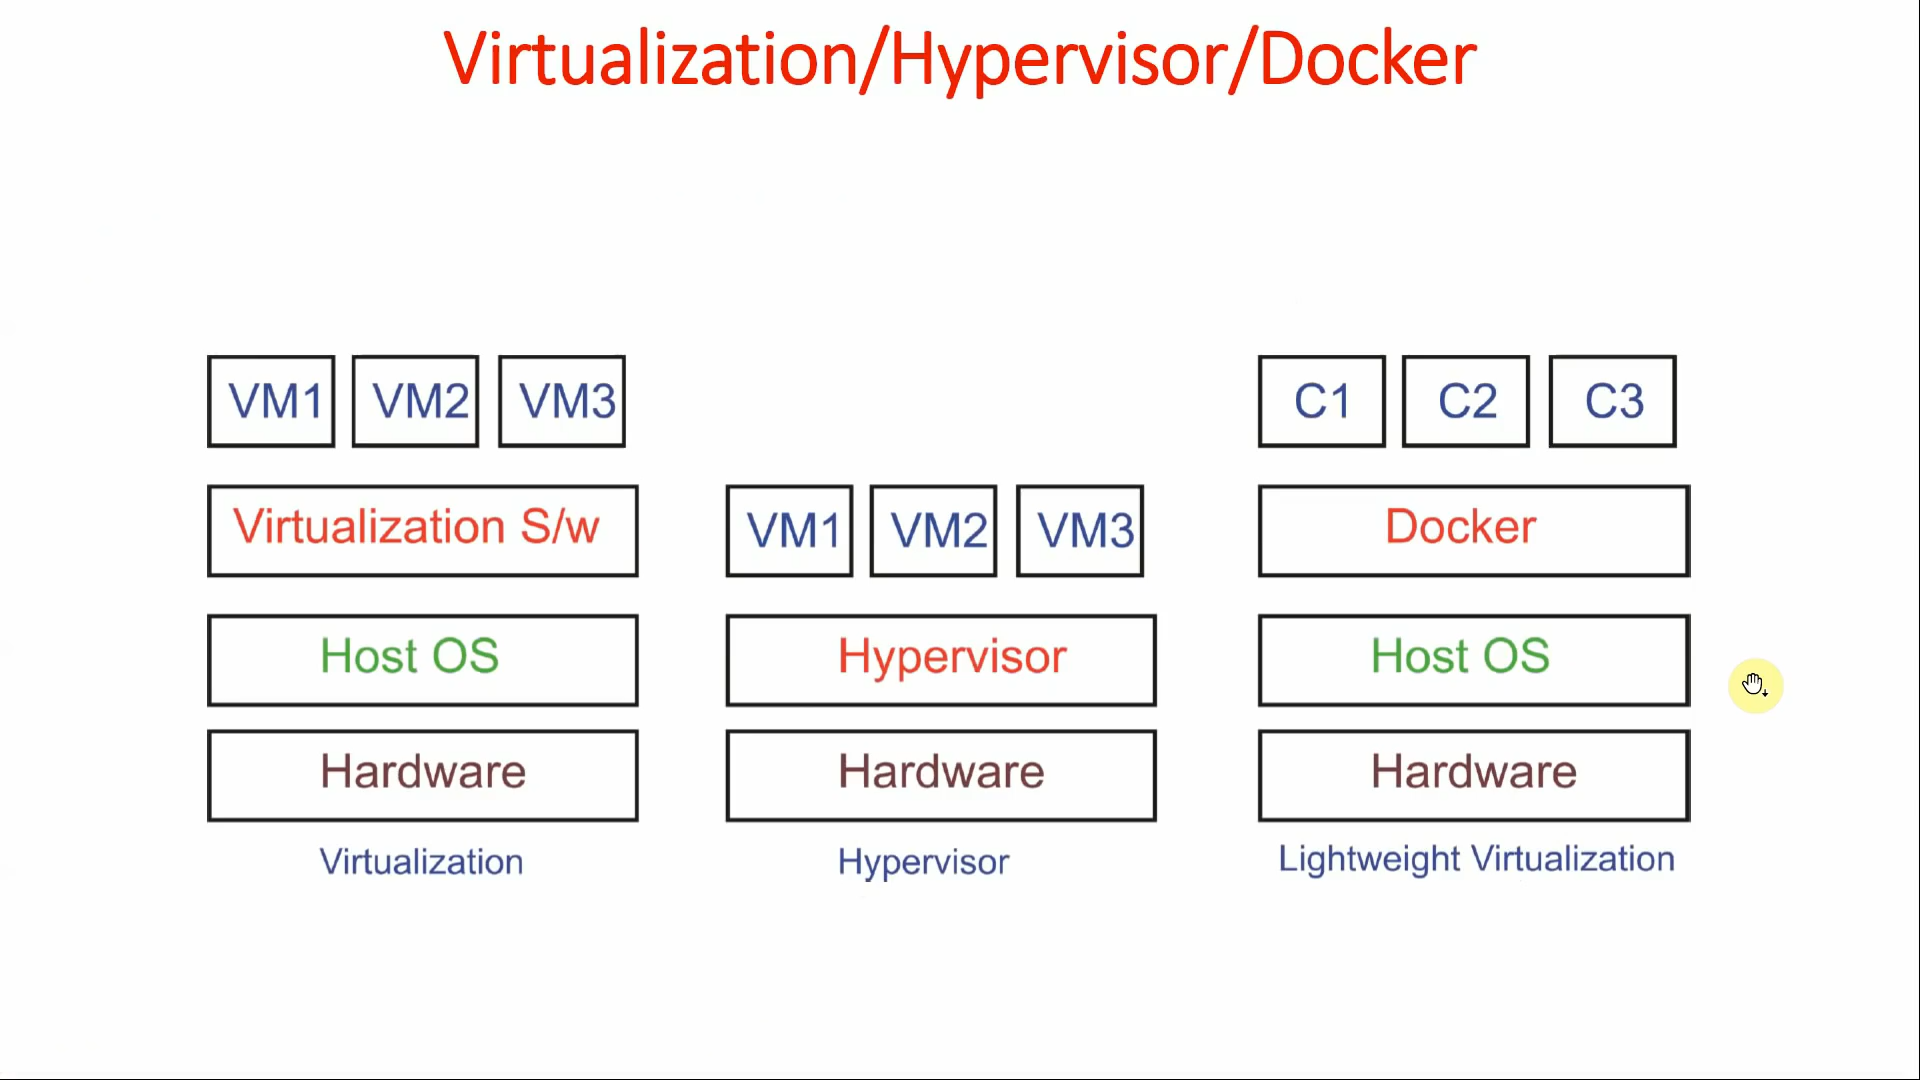 Virtualization/Hypervisor/Docker
VM1 VM2 VM3
Virtualization S/w
Host OS
Hardware
Virtualization
VM1 VM2 VM3
Hypervisor
Hardware
Hypervisor
C1 C2 C3
Docker
Host OS
Hardware
Lightweight Virtualization